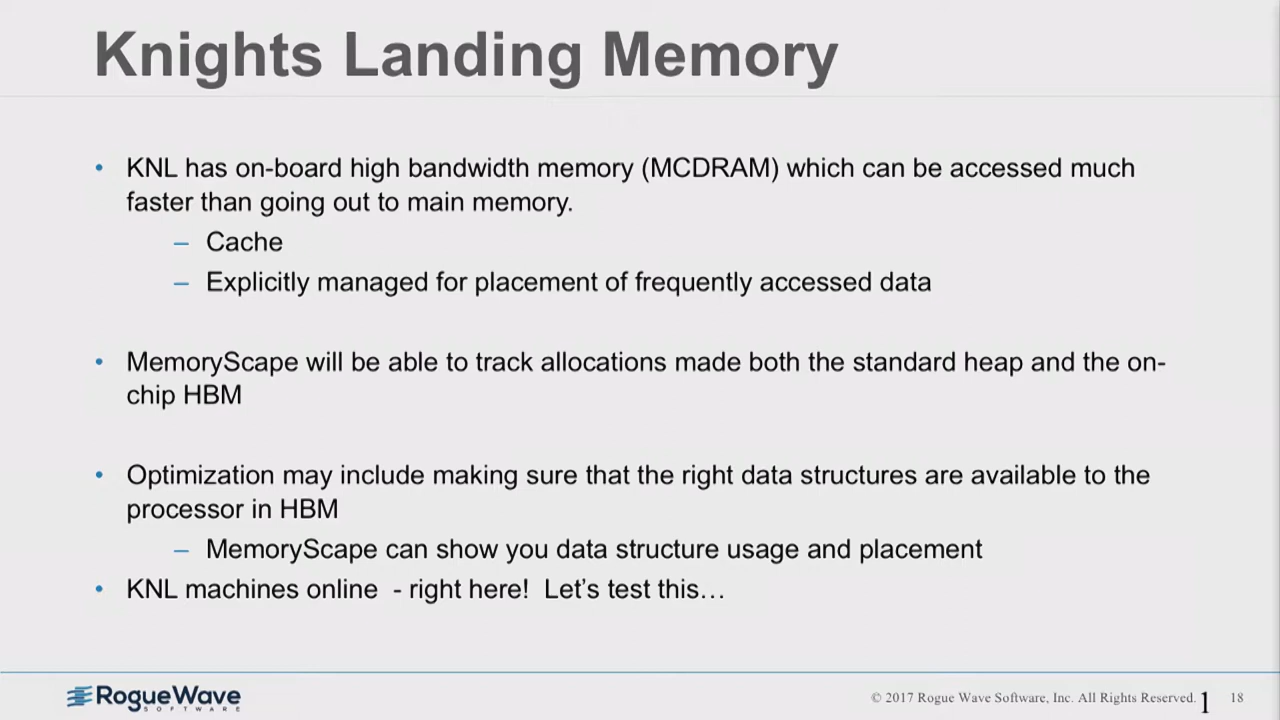 Knights Landing Memory
• KNL has on-board high bandwidth memory (MCDRAM) which can be accessed much
faster than going out to main memory.
– Cache
– Explicitly managed for placement of frequently accessed data
• MemoryScape will be able to track allocations made both the standard heap and the on-
chip HBM
• Optimization may include making sure that the right data structures are available to the
processor in HBM
– MemoryScape can show you data structure usage and placement
• KNL machines online - right here! Let’s test this…
RogueWave
SOFTWARE
© 2017 Rogue Wave Software, Inc. All Rights Reserved. 1 18